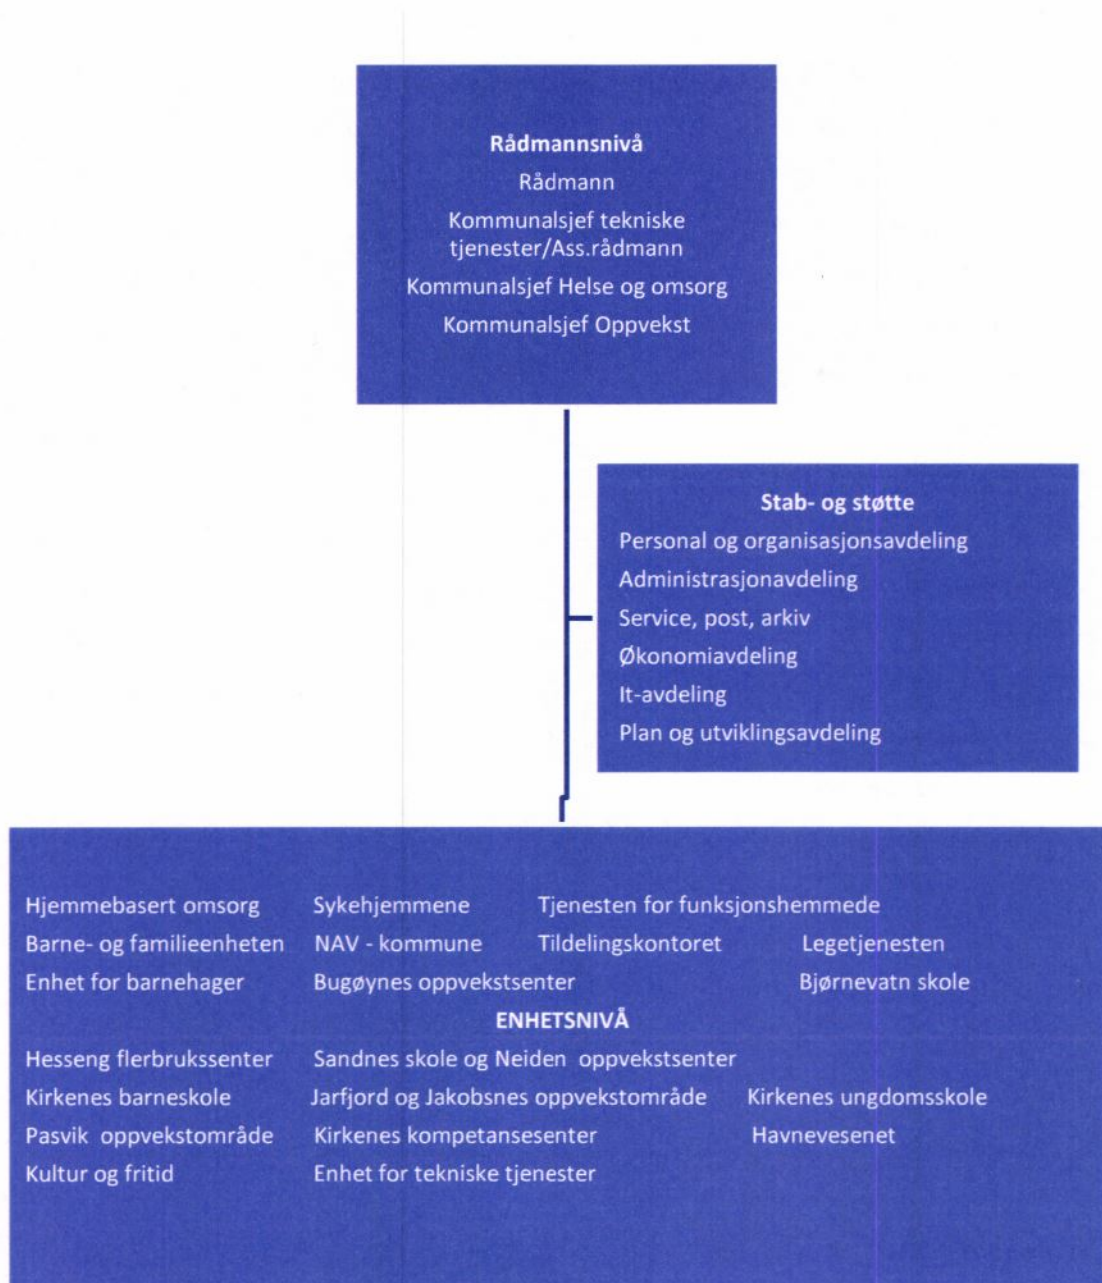 Rådmannsnivå
Rådmann
Kommunalsjef tekniske
tjenester/Ass.rådmann
Kommunalsjef Helse og omsorg
Kommunalsjef Oppvekst
Stab- og støtte
Personal og organisasjonsavdeling
Administrasjonavdeling
Service, post, arkiv
Økonomiavdeling
It-avdeling
Plan og utviklingsavdeling
Hjemmebasert omsorg Sykehjemmene Tjenesten for funksjonshemmede
Barne- og familieenheten NAV - kommune Tildelingskontoret Legetjenesten
Enhet for barnehager Bugøynes oppvekstsenter Bjørnevatn skole
ENHETSNIVÅ
Hesseng flerbrukssenter Sandnes skole og Neiden oppvekstsenter
Kirkenes barneskole Jarfjord og Jakobsnes oppvekstområde Kirkenes ungdomsskole
Pasvik oppvekstområde Kirkenes kompetansesenter Havnevesenet
Kultur og fritid Enhet for tekniske tjenester